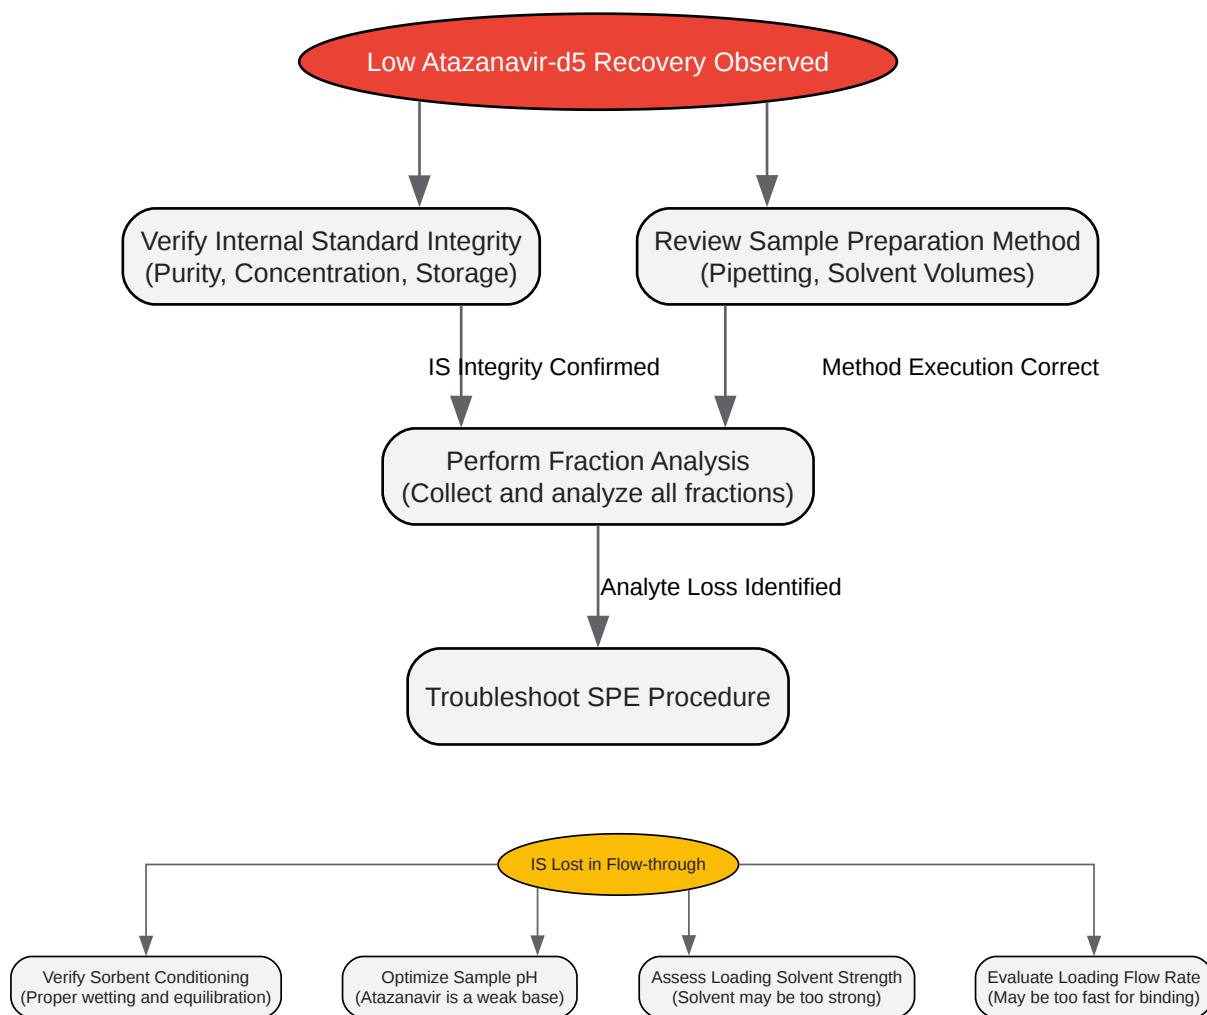 Low Atazanavir-d5 Recovery Observed
Verify Internal Standard Integrity
(Purity, Concentration, Storage)
Review Sample Preparation Method
(Pipetting, Solvent Volumes)
IS Integrity Confirmed
Method Execution Correct
Perform Fraction Analysis
(Collect and analyze all fractions)
Analyte Loss Identified
Troubleshoot SPE Procedure
IS Lost in Flow-through
Verify Sorbent Conditioning
(Proper wetting and equilibration)
Optimize Sample pH
(Atazanavir is a weak base)
Assess Loading Solvent Strength
(Solvent may be too strong)
Evaluate Loading Flow Rate
(May be too fast for binding)